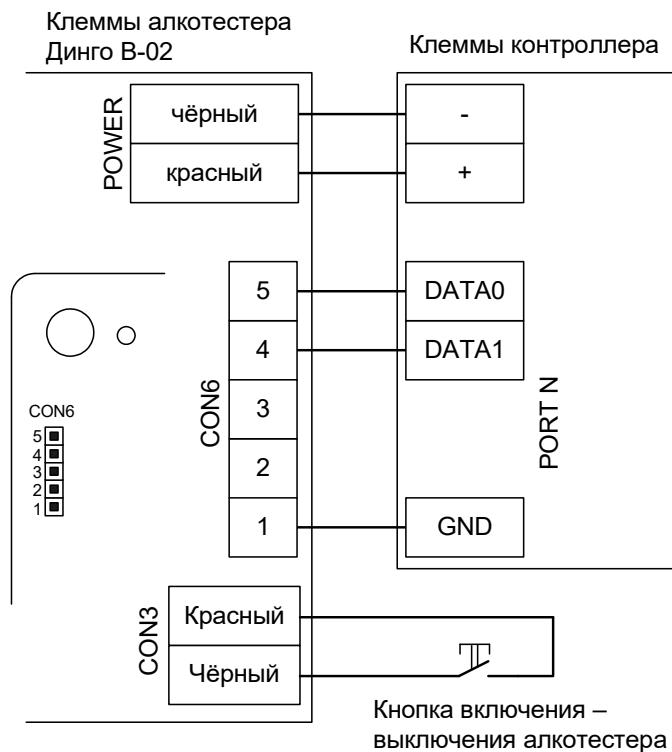 Клеммы алкотестера
Динго В-02
Клеммы контроллера
POWER
чёрный
-
красный
+
5
DATA0
4
DATA1
3
2
1
GND
CON6
PORT N
CON6
5
4
3
2
1
CON3
Красный
Чёрный
Кнопка включения –
выключения алкотестера